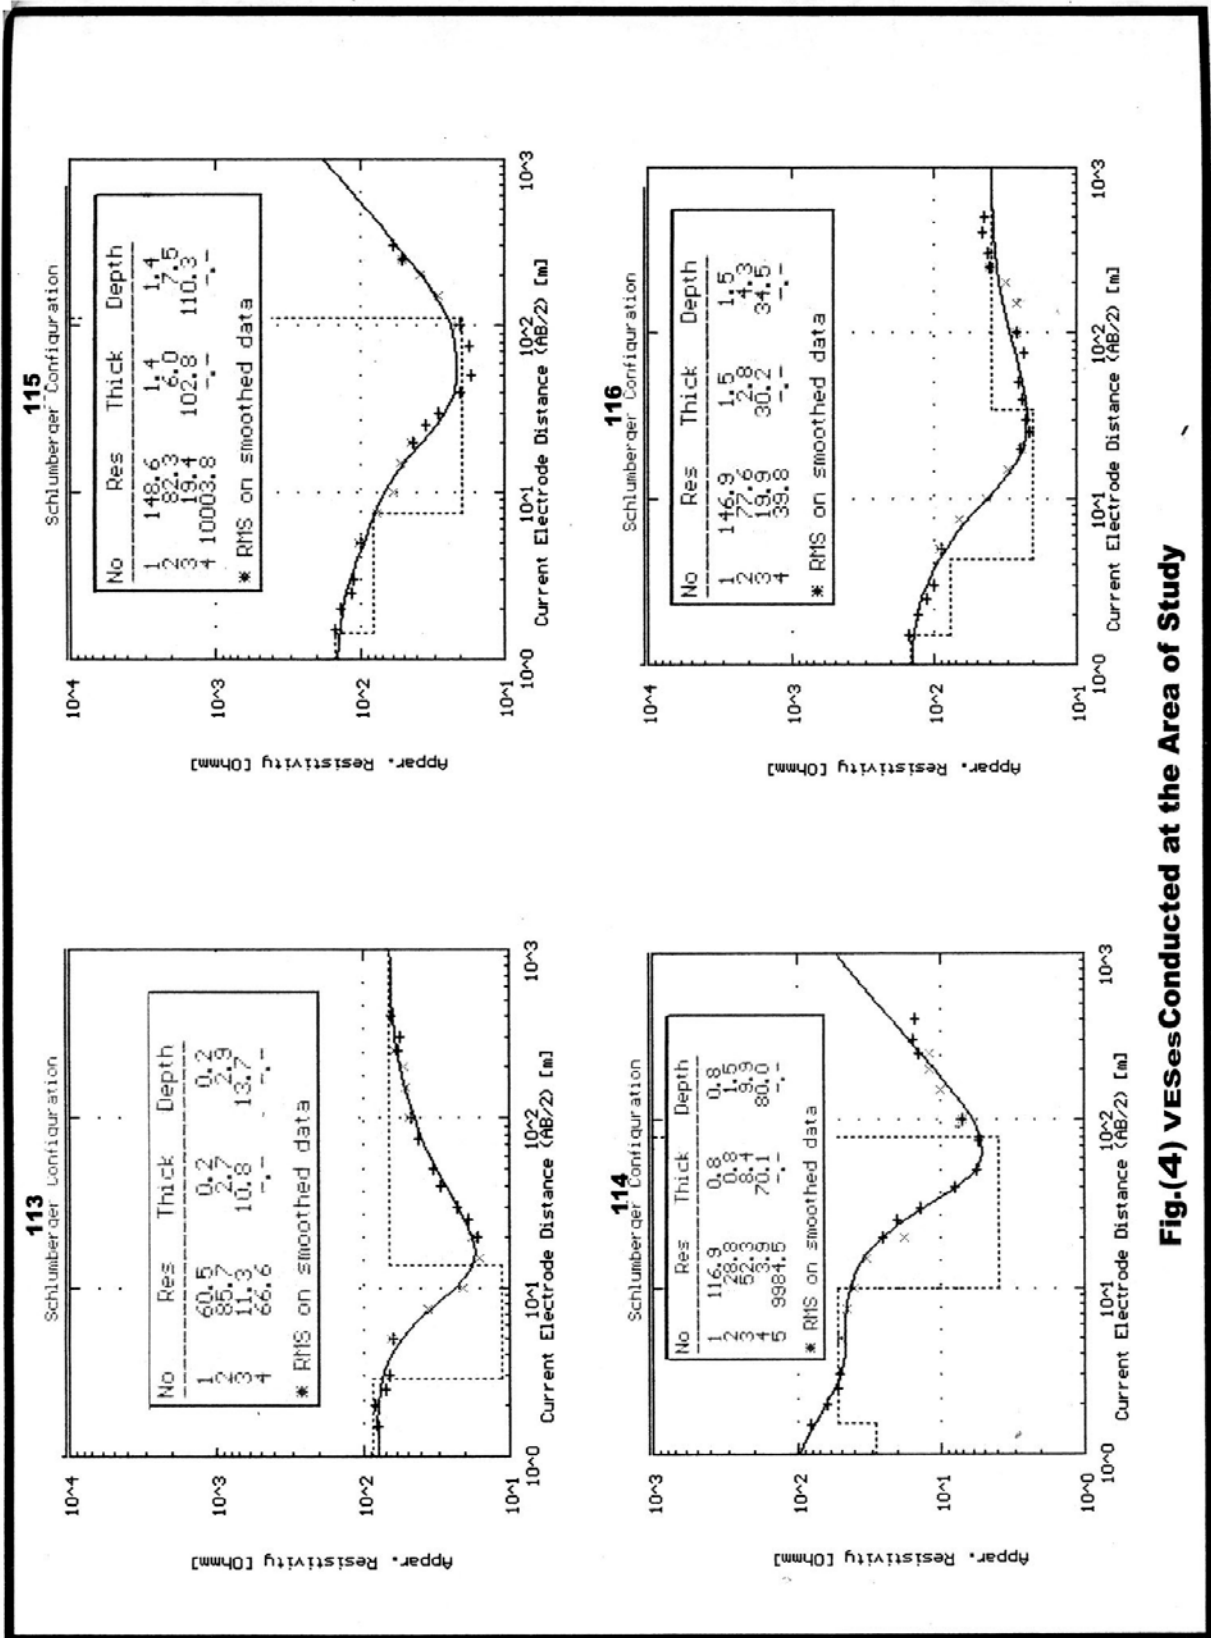 113
Schlumberger Configuration
10^4
10^3
10^2
10^1
10^0
10^1
10^2
10^3
Appar. Resistivity [Ohmm]
Current Electrode Distance (AB/2) [m]
No Res Thick Depth
1 60.5 0.2 0.2
2 85.7 2.7 2.9
3 11.3 10.8 13.7
4 66.6 -.- -.-
* RMS on smoothed data
115
Schlumberger Configuration
10^4
10^3
10^2
10^1
10^0
10^1
10^2
10^3
Appar. Resistivity [Ohmm]
Current Electrode Distance (AB/2) [m]
No Res Thick Depth
1 148.6 1.4 1.4
2 82.3 6.0 7.5
3 19.4 102.8 110.3
4 10003.8 -.- -.-
* RMS on smoothed data
114
Schlumberger Configuration
10^3
10^2
10^1
10^0
10^0
10^1
10^2
10^3
Appar. Resistivity [Ohmm]
Current Electrode Distance (AB/2) [m]
No Res Thick Depth
1 116.9 0.8 0.8
2 28.8 0.8 1.5
3 52.3 8.4 9.9
4 3.9 70.1 80.0
5 9984.5 -.- -.-
* RMS on smoothed data
116
Schlumberger Configuration
10^4
10^3
10^2
10^1
10^0
10^1
10^2
10^3
Appar. Resistivity [Ohmm]
Current Electrode Distance (AB/2) [m]
No Res Thick Depth
1 146.9 1.5 1.5
2 77.6 2.8 4.3
3 19.9 30.2 34.5
4 39.8 -.- -.-
* RMS on smoothed data
Fig.(4) VESesConducted at the Area of Study